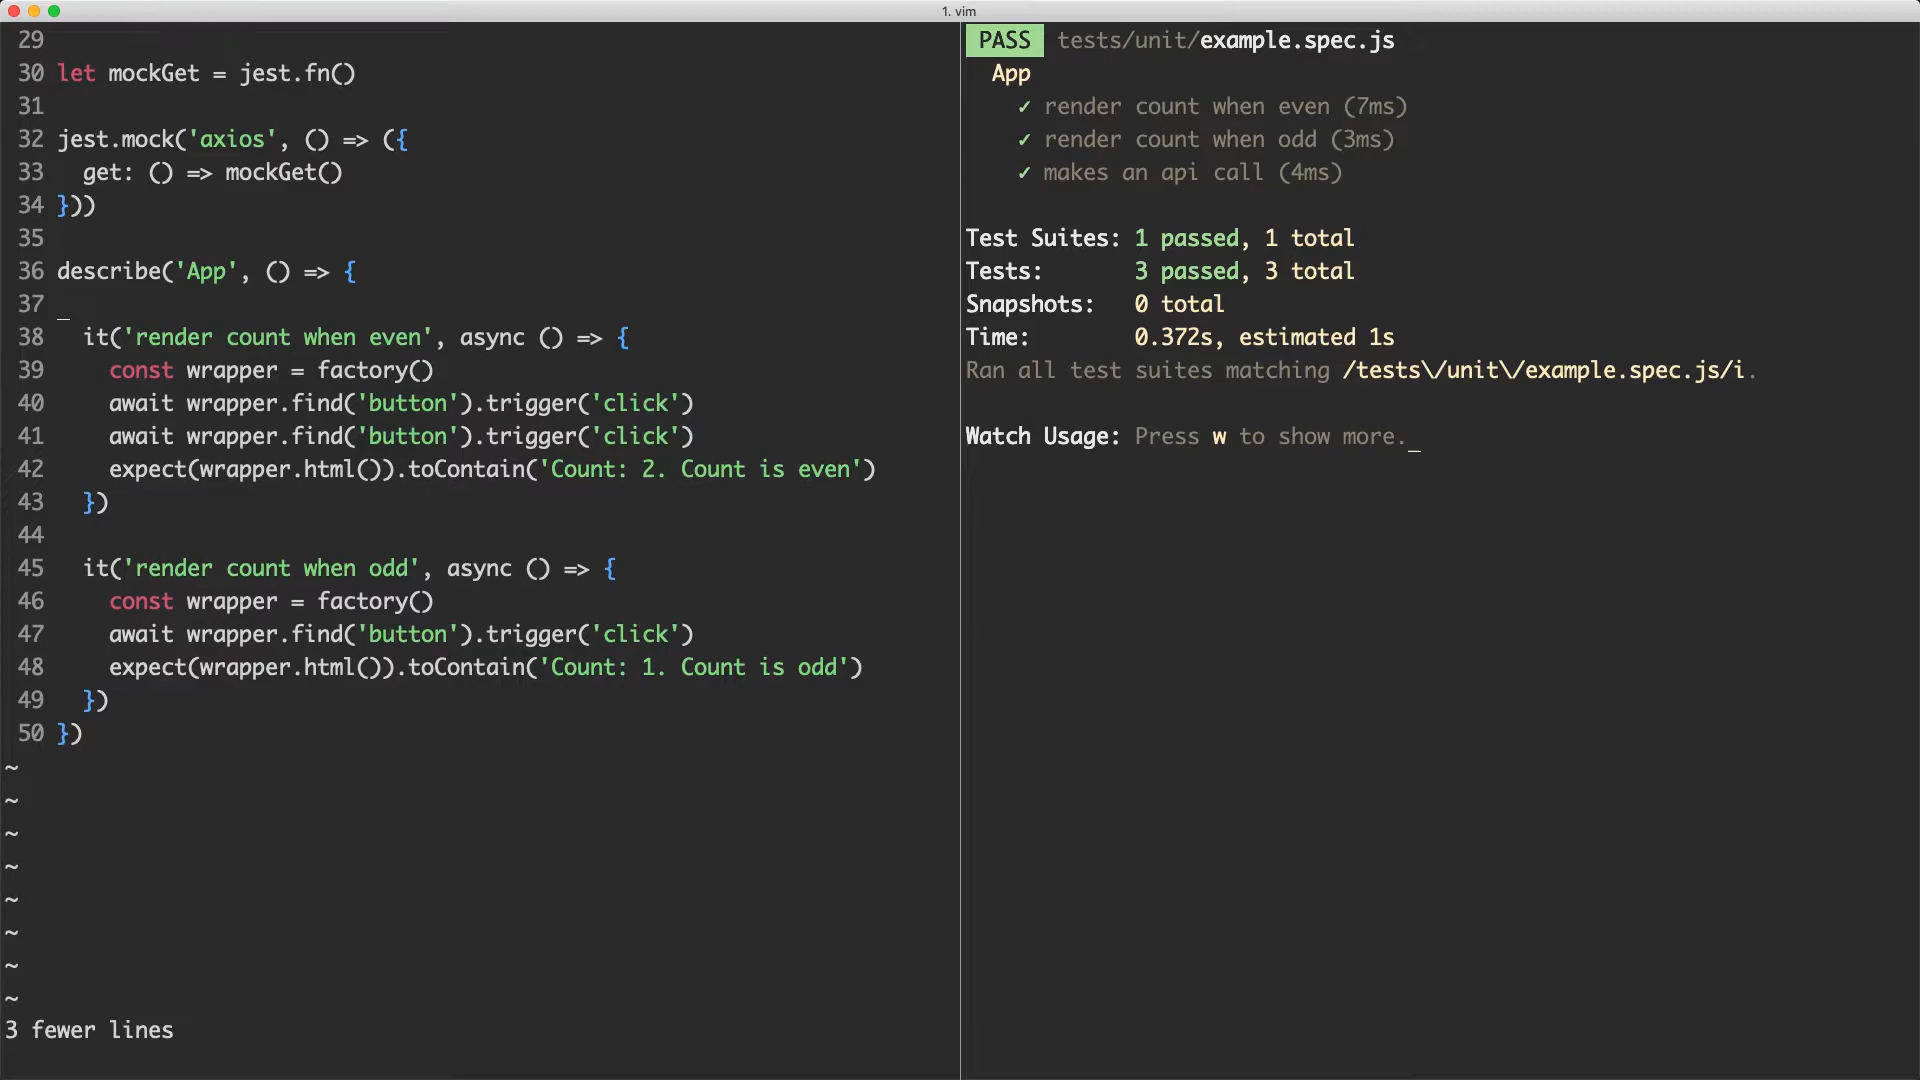 1. vim
29
30 let mockGet = jest.fn()
31
32 jest.mock('axios', () => ({
33   get: () => mockGet()
34 }))
35
36 describe('App', () => {
37
38   it('render count when even', async () => {
39     const wrapper = factory()
40     await wrapper.find('button').trigger('click')
41     await wrapper.find('button').trigger('click')
42     expect(wrapper.html()).toContain('Count: 2. Count is even')
43   })
44
45   it('render count when odd', async () => {
46     const wrapper = factory()
47     await wrapper.find('button').trigger('click')
48     expect(wrapper.html()).toContain('Count: 1. Count is odd')
49   })
50 })
~
~
~
~
~
~
~
~
3 fewer lines
PASS tests/unit/example.spec.js
App
✓ render count when even (7ms)
✓ render count when odd (3ms)
✓ makes an api call (4ms)
Test Suites: 1 passed, 1 total
Tests:       3 passed, 3 total
Snapshots:   0 total
Time:        0.372s, estimated 1s
Ran all test suites matching /tests\/unit\/example.spec.js/i.
Watch Usage: Press w to show more.